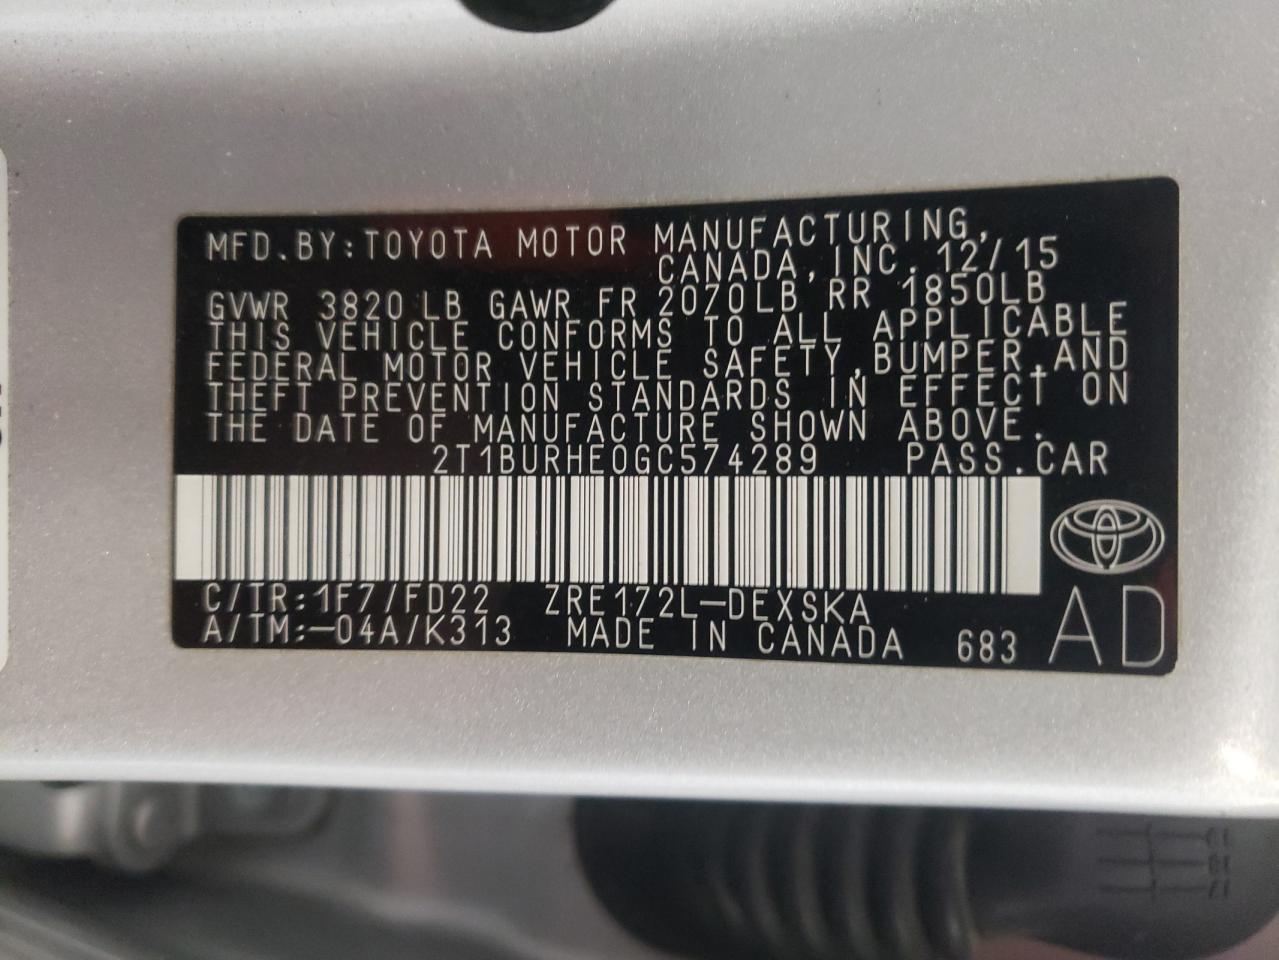 MFD.BY:TOYOTA MOTOR MANUFACTURING,
CANADA,INC. 12/15
GVWR 3820 LB GAWR FR 2070LB RR 1850LB
THIS VEHICLE CONFORMS TO ALL APPLICABLE
FEDERAL MOTOR VEHICLE SAFETY,BUMPER,AND
THEFT PREVENTION STANDARDS IN EFFECT ON
THE DATE OF MANUFACTURE SHOWN ABOVE.
2T1BURHE0GC574289 PASS.CAR
C/TR:1F7/FD22 ZRE172L-DEXSKA
A/TM:-04A/K313 MADE IN CANADA 683 AD